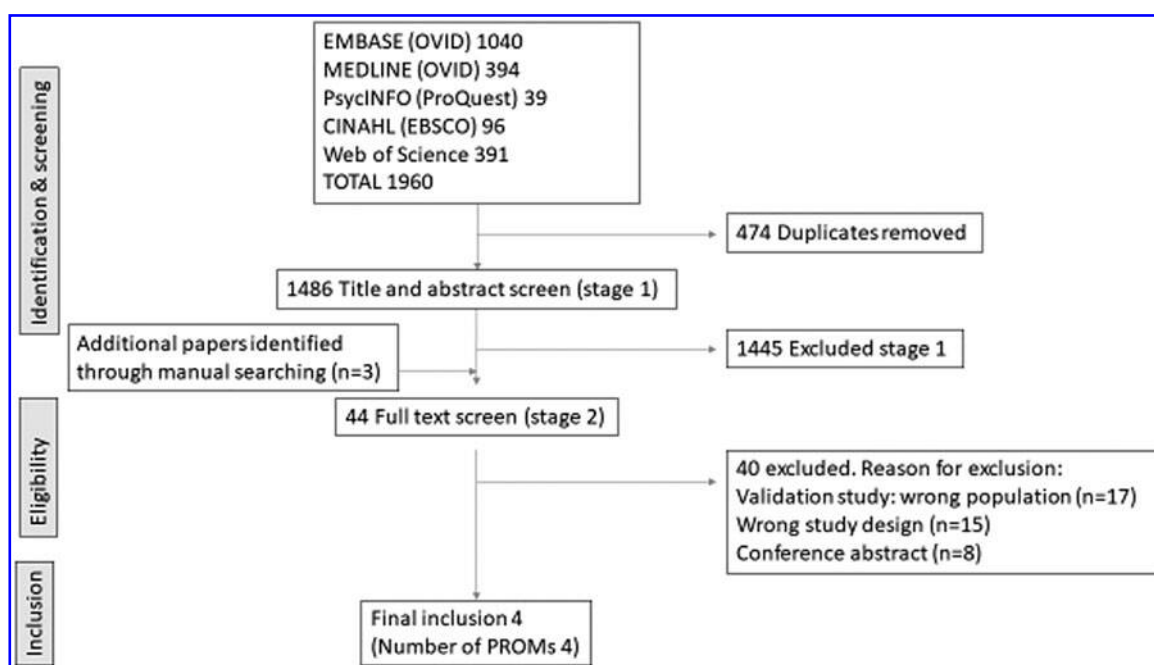 EMBASE (OVID) 1040
MEDLINE (OVID) 394
PsycINFO (ProQuest) 39
CINAHL (EBSCO) 96
Web of Science 391
TOTAL 1960
Identification & screening
474 Duplicates removed
1486 Title and abstract screen (stage 1)
Additional papers identified
through manual searching (n=3)
1445 Excluded stage 1
44 Full text screen (stage 2)
Eligibility
40 excluded. Reason for exclusion:
Validation study: wrong population (n=17)
Wrong study design (n=15)
Conference abstract (n=8)
Inclusion
Final inclusion 4
(Number of PROMs 4)